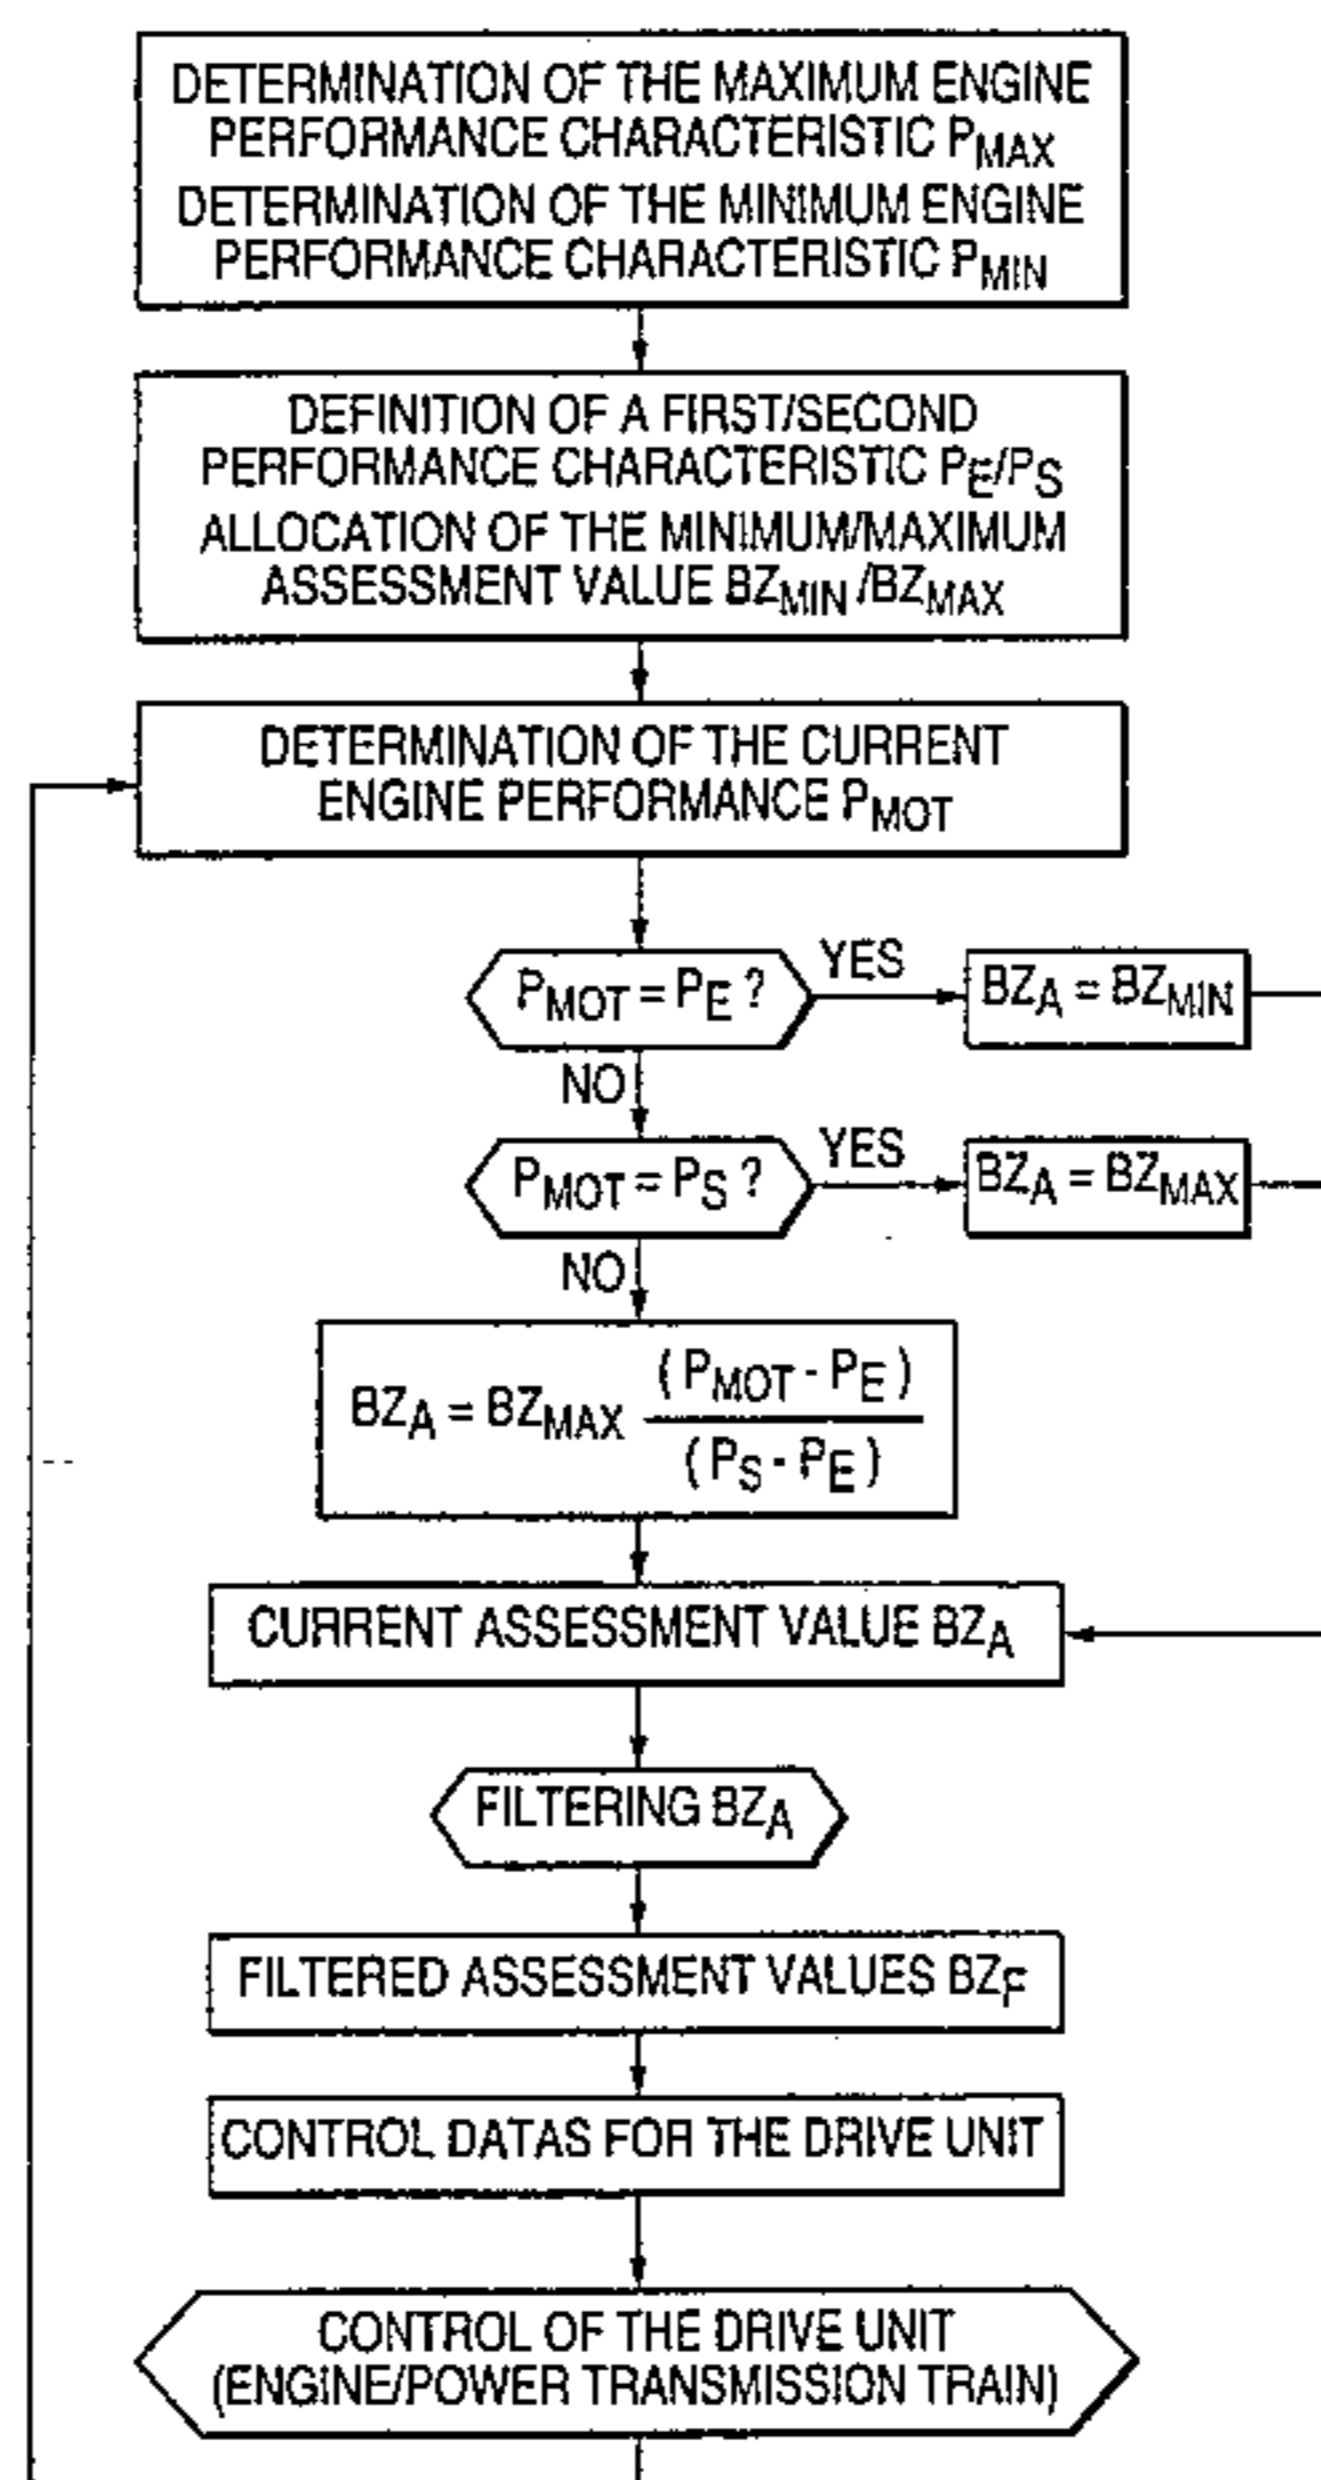 DETERMINATION OF THE MAXIMUM ENGINE
PERFORMANCE CHARACTERISTIC PMAX
DETERMINATION OF THE MINIMUM ENGINE
PERFORMANCE CHARACTERISTIC PMIN
DEFINITION OF A FIRST/SECOND
PERFORMANCE CHARACTERISTIC PE/PS
ALLOCATION OF THE MINIMUM/MAXIMUM
ASSESSMENT VALUE BZMIN /BZMAX
DETERMINATION OF THE CURRENT
ENGINE PERFORMANCE PMOT
PMOT = PE ?
YES
BZA = BZMIN
NO
PMOT = PS ?
YES
BZA = BZMAX
NO
BZA = BZMAX (PMOT - PE) / (PS - PE)
CURRENT ASSESSMENT VALUE BZA
FILTERING BZA
FILTERED ASSESSMENT VALUES BZF
CONTROL DATAS FOR THE DRIVE UNIT
CONTROL OF THE DRIVE UNIT
(ENGINE/POWER TRANSMISSION TRAIN)